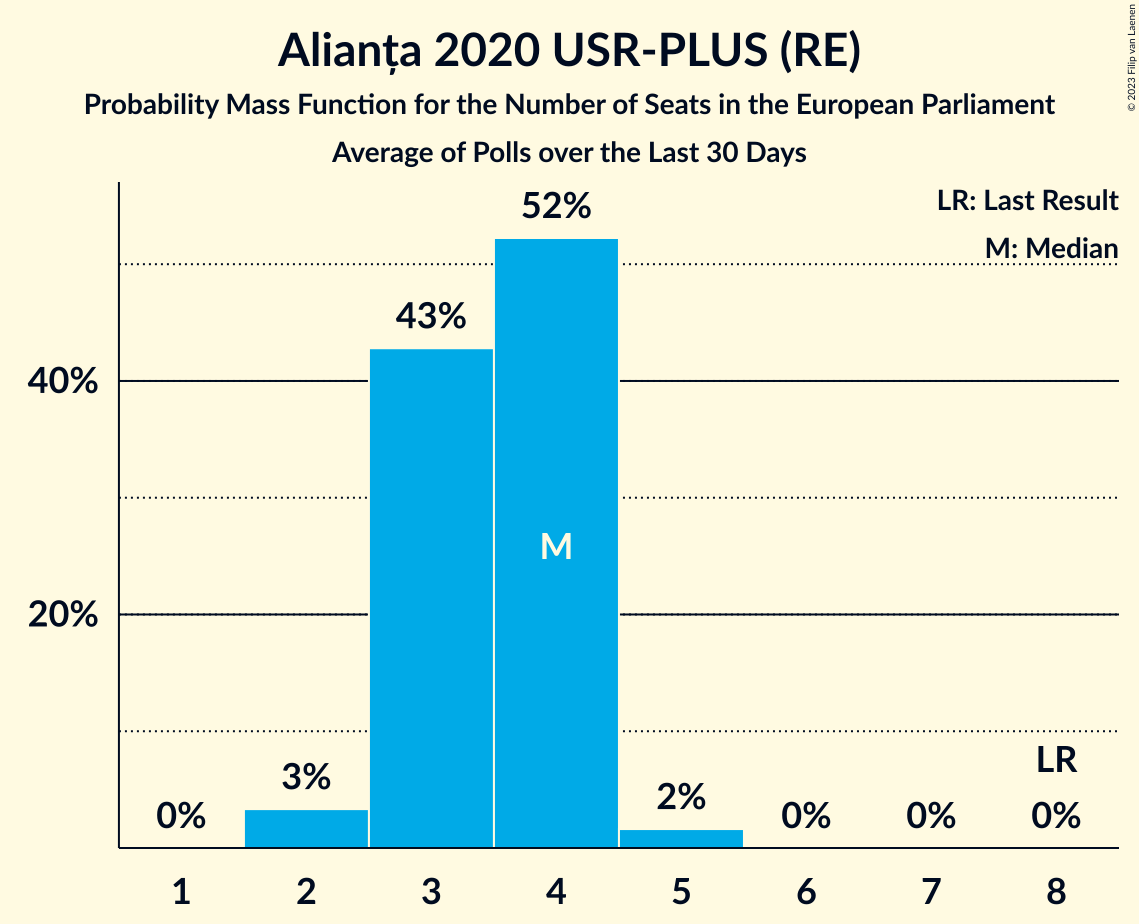 Alianța 2020 USR-PLUS (RE)
Probability Mass Function for the Number of Seats in the European Parliament
Average of Polls over the Last 30 Days
© 2023 Filip van Laenen
LR: Last Result
M: Median
52%
43%
40%
M
20%
LR
3%
2%
0%
0%
0%
0%
1 2 3 4 5 6 7 8